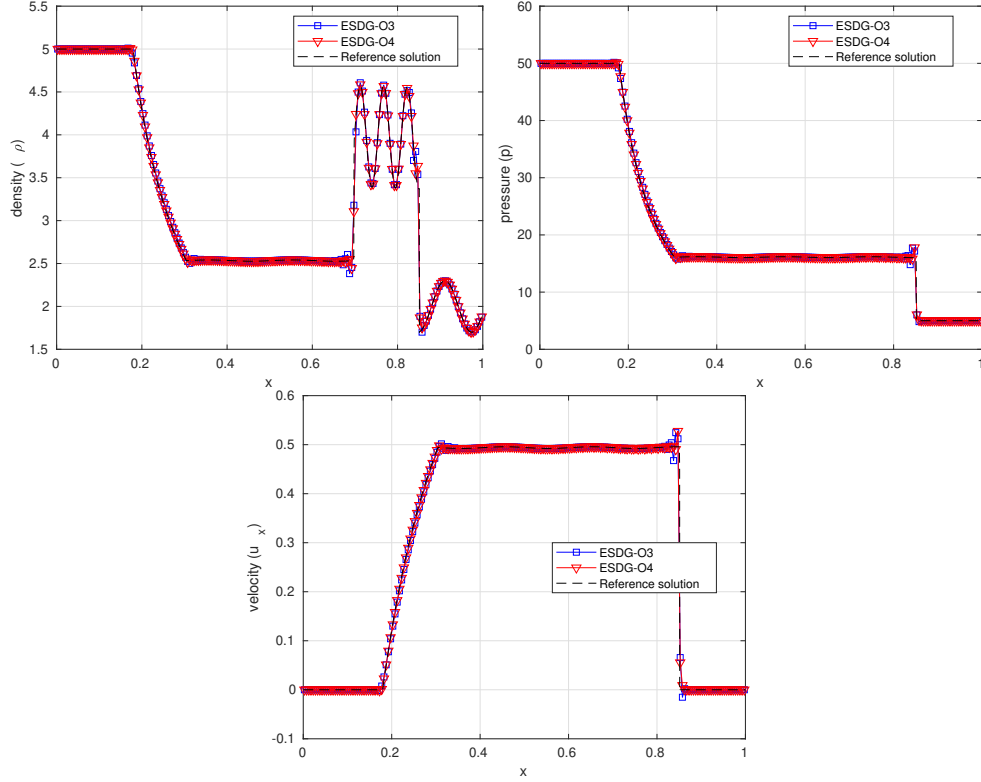 ESDG-O3
ESDG-O4
Reference solution
5.5
5
4.5
4
3.5
3
2.5
2
1.5
density ( ρ)
0
0.2
0.4
0.6
0.8
1
x
ESDG-O3
ESDG-O4
Reference solution
60
50
40
30
20
10
0
pressure (p)
0
0.2
0.4
0.6
0.8
1
x
ESDG-O3
ESDG-O4
Reference solution
0.6
0.5
0.4
0.3
0.2
0.1
0
-0.1
velocity (u x)
0
0.2
0.4
0.6
0.8
1
x